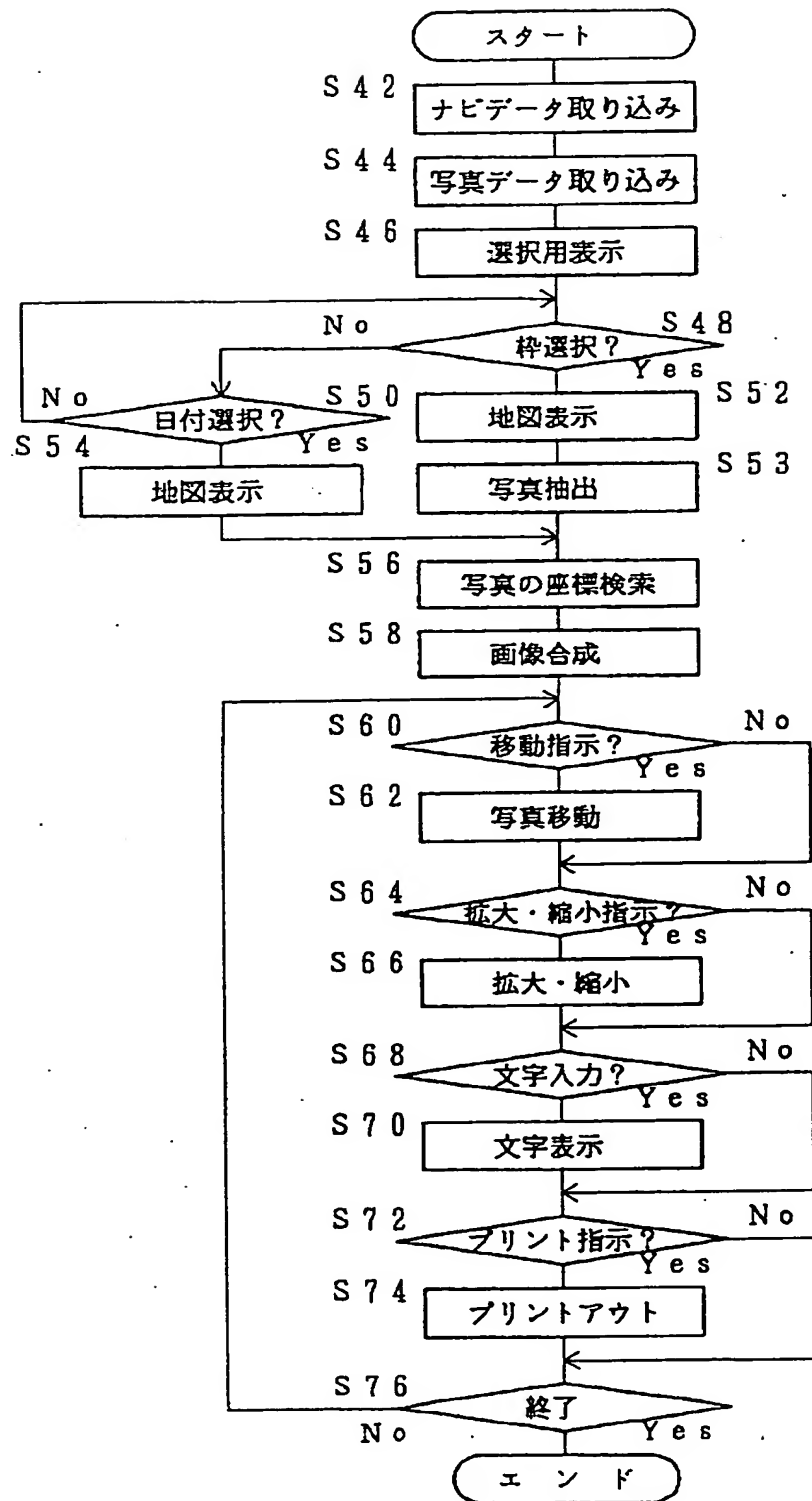 スタート
S42
ナビデータ取り込み
S44
写真データ取り込み
S46
選択用表示
No
S48
枠選択?
Yes
No
S50
日付選択?
S54
Yes
地図表示
S52
地図表示
S53
写真抽出
S56
写真の座標検索
S58
画像合成
S60
No
移動指示?
Yes
S62
写真移動
S64
No
拡大・縮小指示?
Yes
S66
拡大・縮小
S68
No
文字入力?
Yes
S70
文字表示
S72
No
プリント指示?
Yes
S74
プリントアウト
S76
終了
No
Yes
エンド